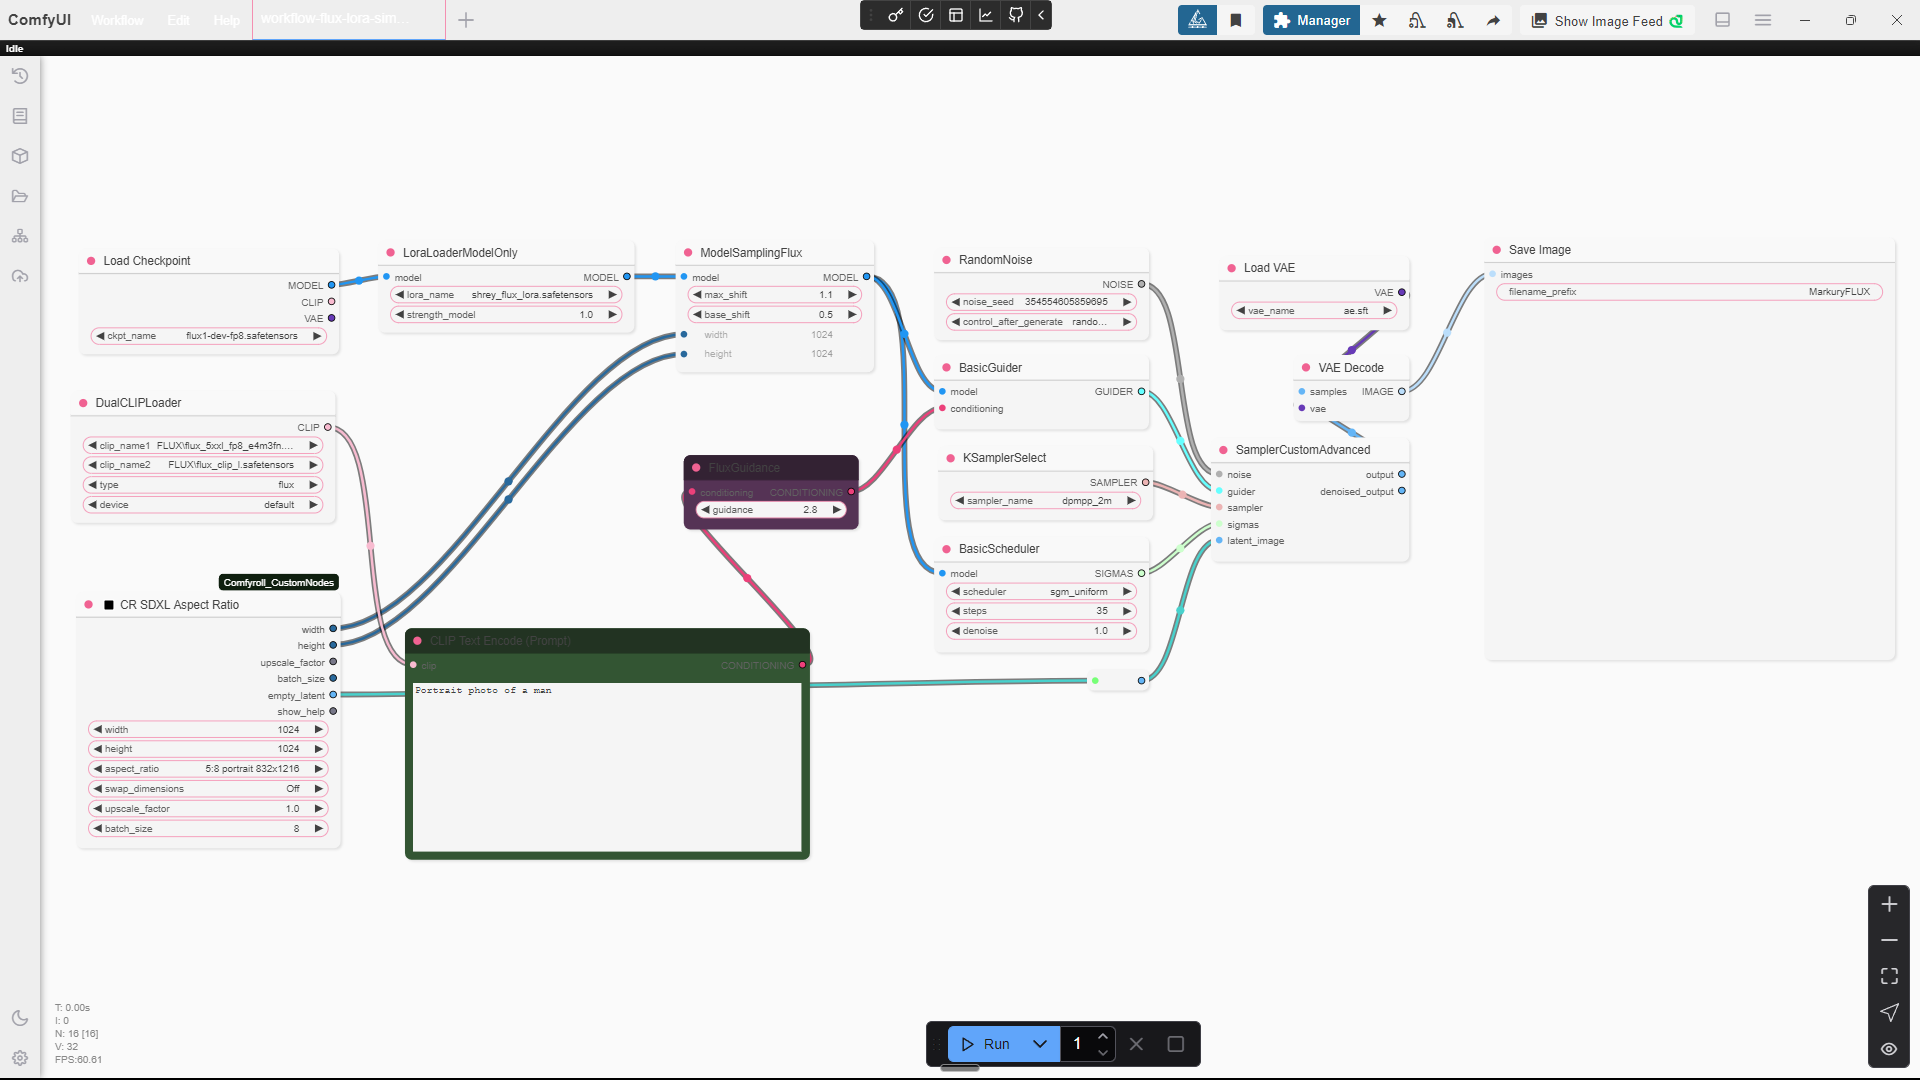 ComfyUI
Workflow
Edit
Help
workflow-flux-lora-sim...
Manager
Show Image Feed
Idle
Load Checkpoint
MODEL
CLIP
VAE
ckpt_name flux1-dev-fp8.safetensors
LoraLoaderModelOnly
model MODEL
lora_name shrey_flux_lora.safetensors
strength_model 1.0
ModelSamplingFlux
model MODEL
max_shift 1.1
base_shift 0.5
width 1024
height 1024
RandomNoise
NOISE
noise_seed 354554605859695
control_after_generate rando...
Load VAE
VAE
vae_name ae.sft
Save Image
images
filename_prefix MarkuryFLUX
BasicGuider
model GUIDER
conditioning
VAE Decode
samples IMAGE
vae
DualCLIPLoader
CLIP
clip_name1 FLUX\flux_5xxl_fp8_e4m3fn....
clip_name2 FLUX\flux_clip_l.safetensors
type flux
device default
FluxGuidance
conditioning CONDITIONING
guidance 2.8
KSamplerSelect
SAMPLER
sampler_name dpmpp_2m
SamplerCustomAdvanced
noise output
guider denoised_output
sampler
sigmas
latent_image
BasicScheduler
model SIGMAS
scheduler sgm_uniform
steps 35
denoise 1.0
Comfyroll_CustomNodes
CR SDXL Aspect Ratio
width
height
upscale_factor
batch_size
empty_latent
show_help
width 1024
height 1024
aspect_ratio 5:8 portrait 832x1216
swap_dimensions Off
upscale_factor 1.0
batch_size 8
CLIP Text Encode (Prompt)
clip CONDITIONING
Portrait photo of a man
T: 0.00s
I: 0
N: 16 [16]
V: 32
FPS:60.61
Run
1